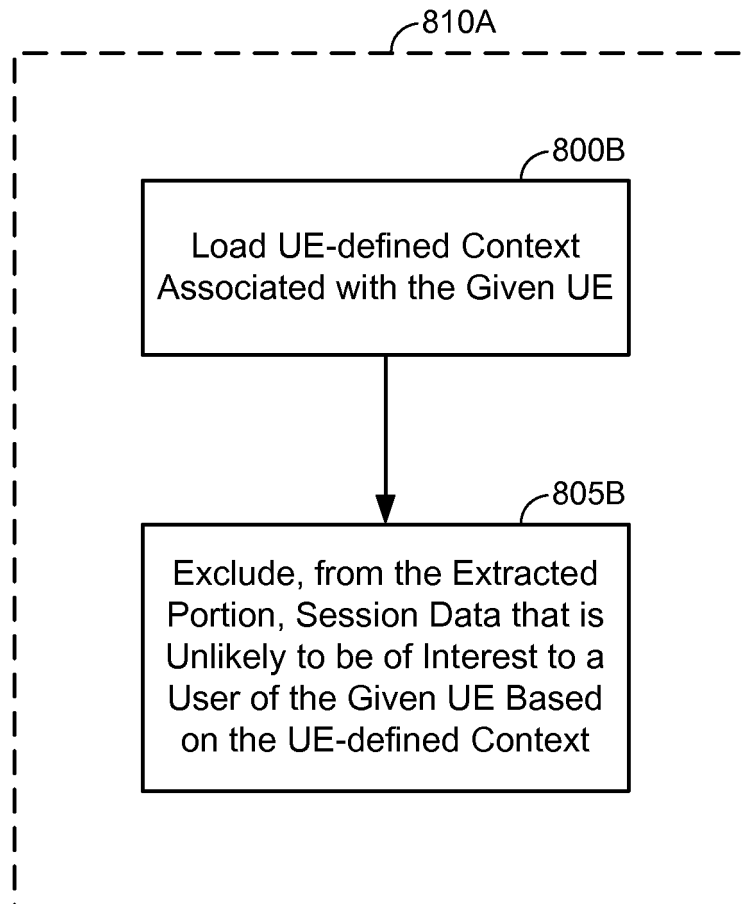 810A
800B
Load UE-defined Context
Associated with the Given UE
805B
Exclude, from the Extracted
Portion, Session Data that is
Unlikely to be of Interest to a
User of the Given UE Based
on the UE-defined Context